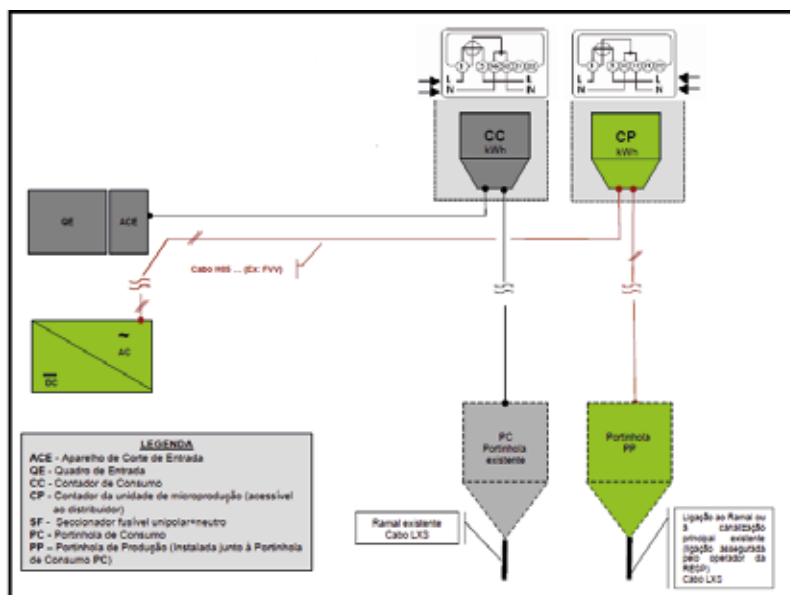 L
N
L
N
L
N
L
N
CC
kWh
CP
kWh
QE
ACE
Cabo H05 ... (Ex: FVV)
AC
DC
PC
Portinhola
existente
Portinhola
PP
LEGENDA
ACE - Aparelho de Corte de Entrada
QE - Quadro de Entrada
CC - Contador de Consumo
CP - Contador da unidade de microprodução (acessível
ao distribuidor)
SF - Seccionador fusível unipolar+neutro
PC - Portinhola de Consumo
PP – Portinhola de Produção (Instalada junto à Portinhola
de Consumo PC)
Ramal existente
Cabo LXS
Ligação ao Ramal ou
à canalização
principal existente
(ligação assegurada
pelo operador da
RESP)
Cabo LXS